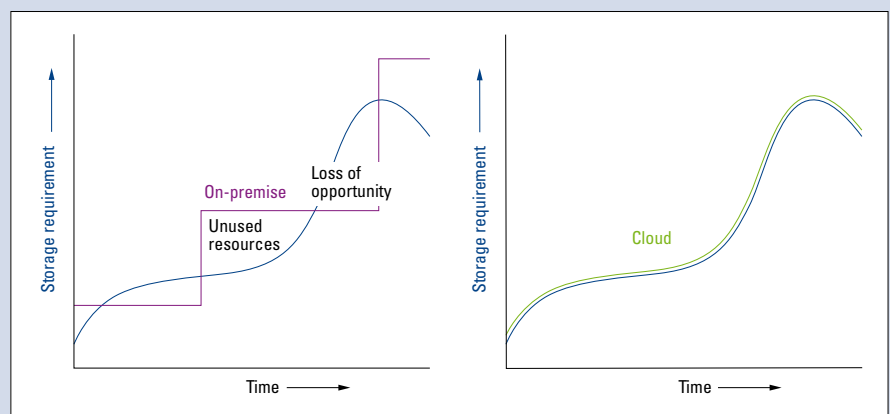 Storage requirement
On-premise
Loss of
opportunity
Unused
resources
Time
Storage requirement
Cloud
Time